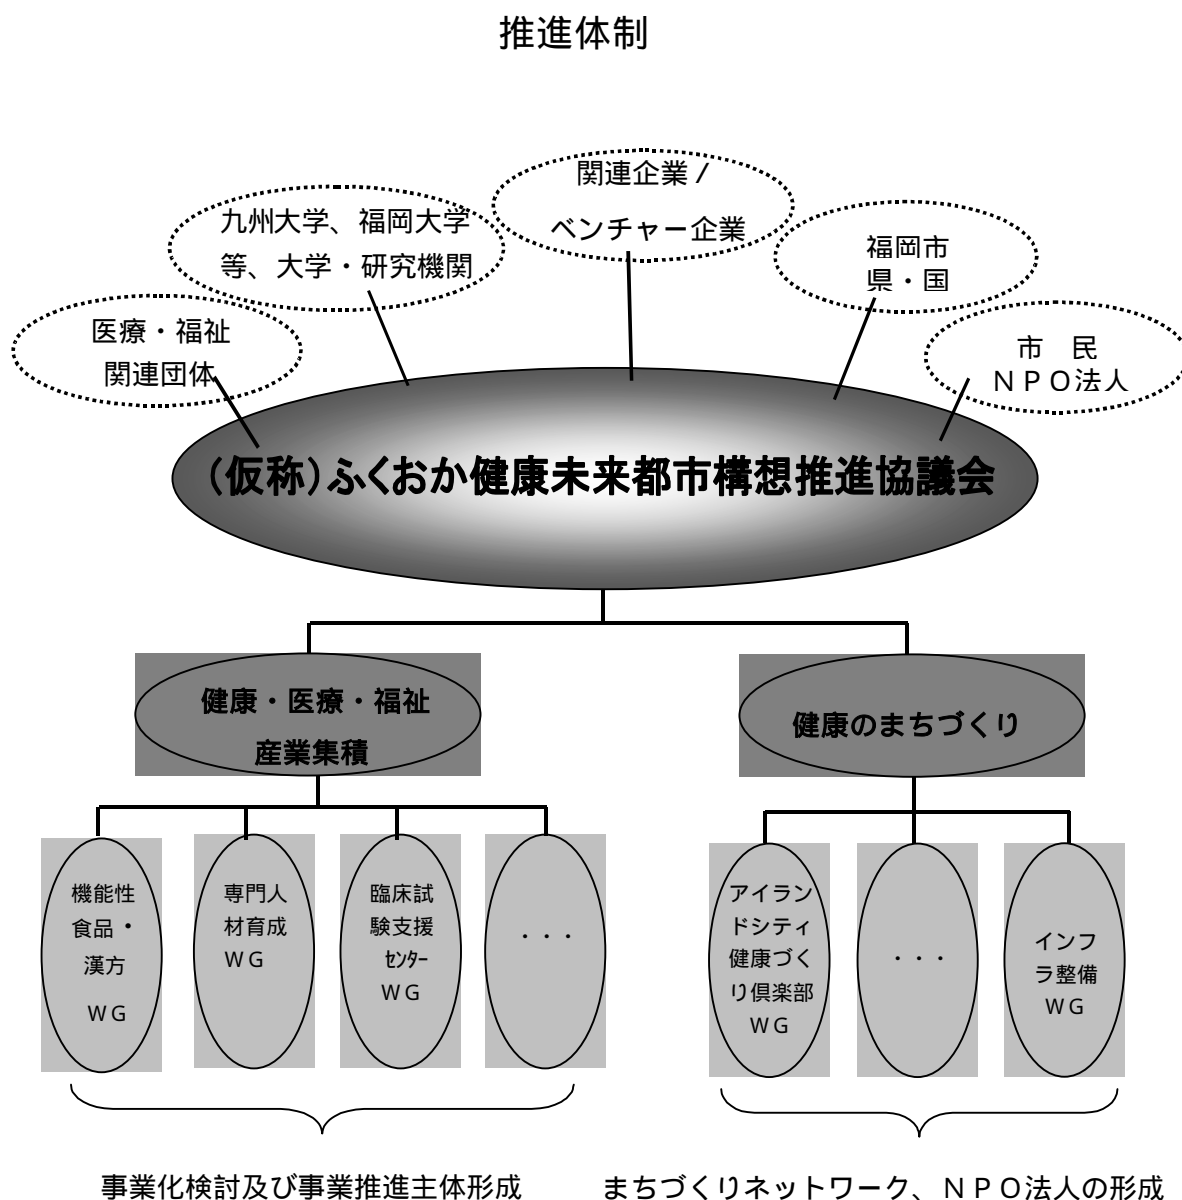 推進体制
関連企業 /
ベンチャー企業
九州大学、福岡大学
等、大学・研究機関
福岡市
県・国
医療・福祉
関連団体
市　民
ＮＰＯ法人
（仮称）ふくおか健康未来都市構想推進協議会
健康・医療・福祉
産業集積
健康のまちづくり
機能性
食品・
漢方
ＷＧ
専門人
材育成
ＷＧ
臨床試
験支援
ｾﾝﾀｰ
ＷＧ
・・・
アイラン
ドシティ
健康づく
り倶楽部
ＷＧ
・・・
インフ
ラ整備
ＷＧ
事業化検討及び事業推進主体形成
まちづくりネットワーク、ＮＰＯ法人の形成